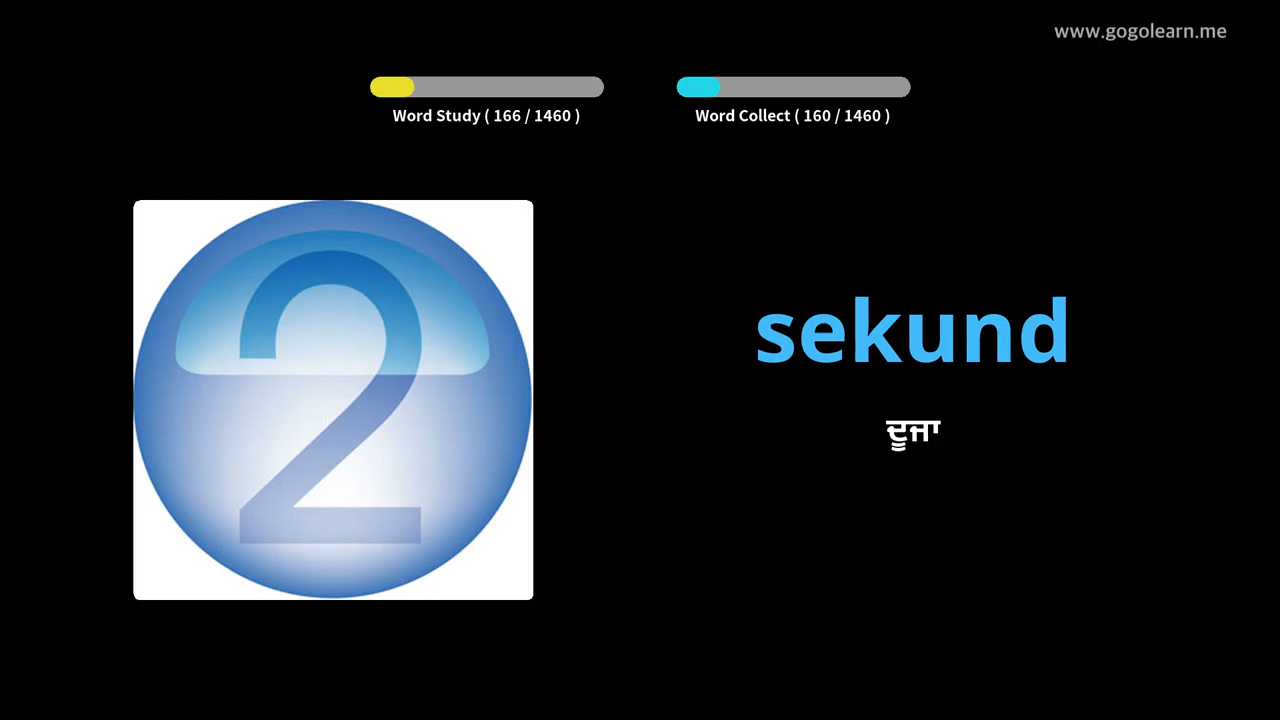 www.gogolearn.me
Word Study ( 166 / 1460 )
Word Collect ( 160 / 1460 )
2
sekund
ਦੂਜਾ